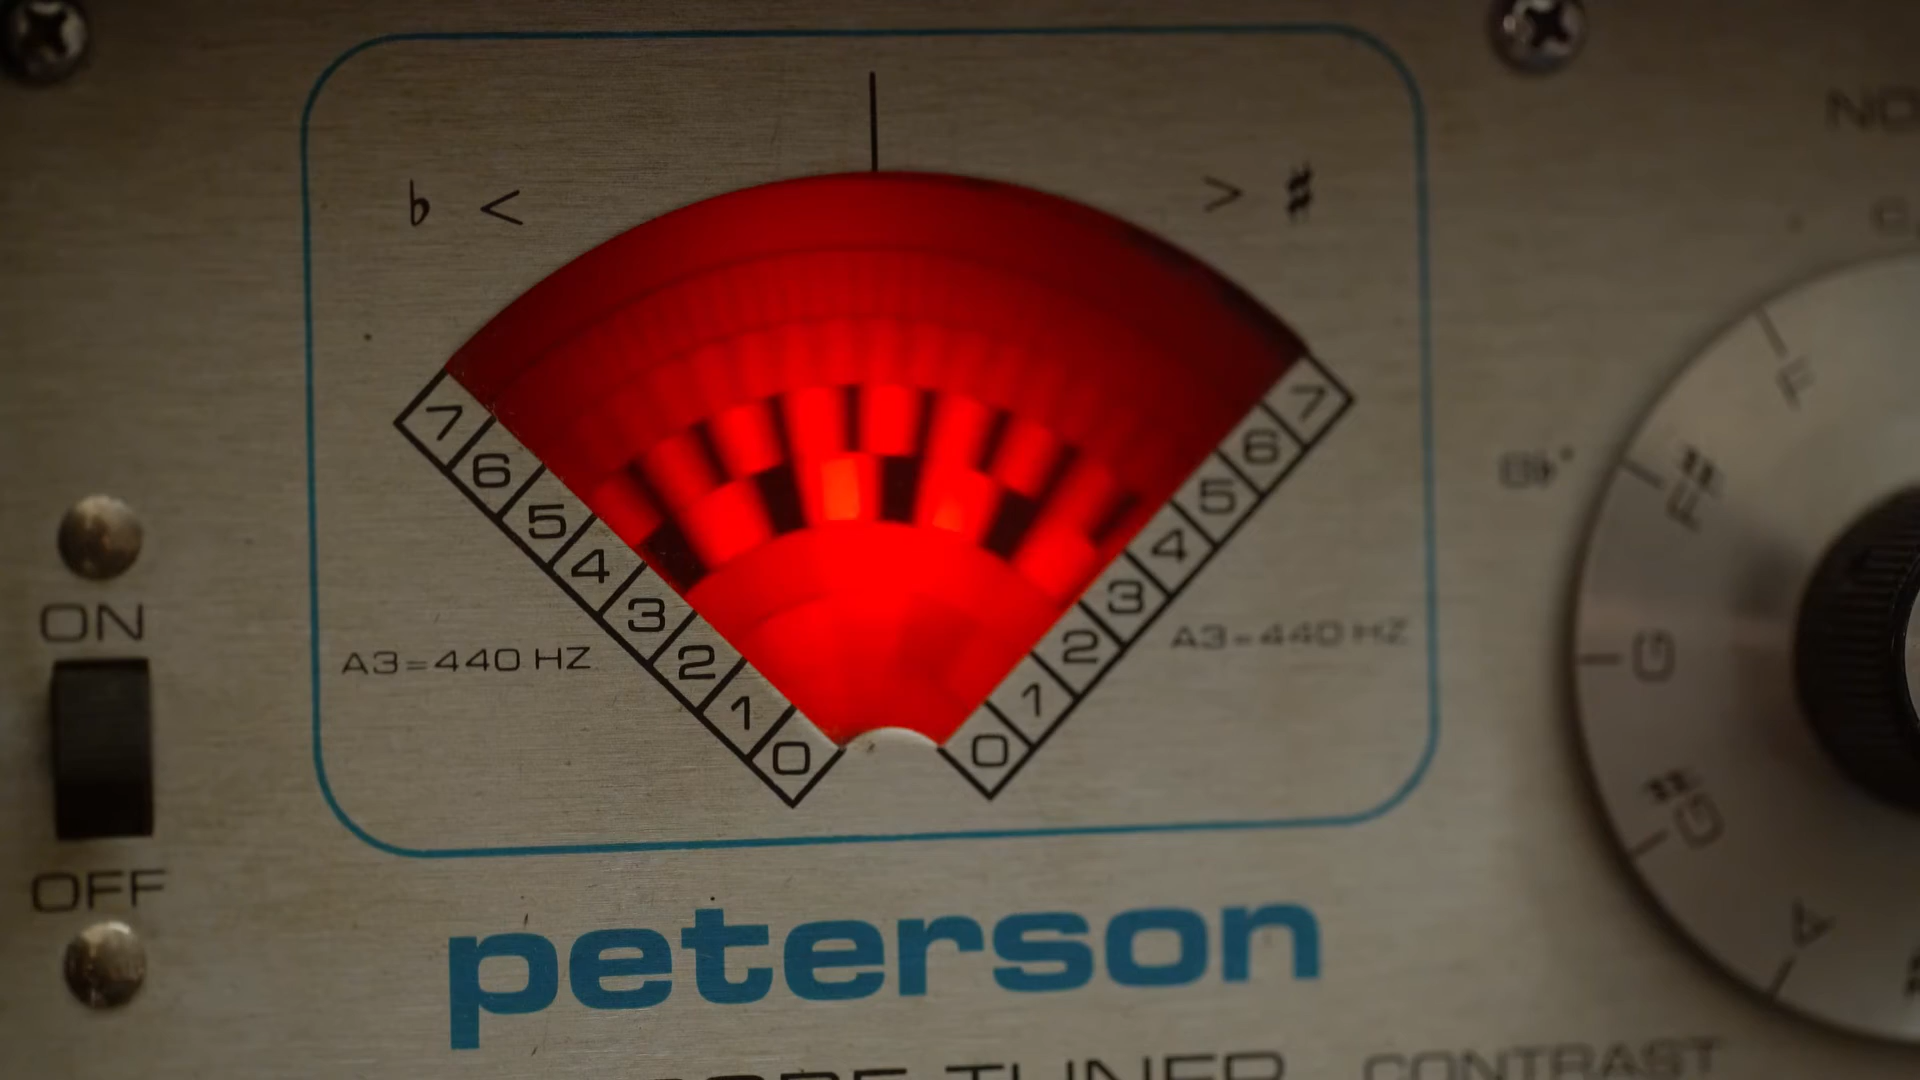 ♭ < > ♯
7 7
6 6
5 5
4 4
3 3
2 2
1 1
0 0
A3=440 HZ A3=440 HZ
ON
OFF
F
F♯
G♭
G
G♯
A
peterson
TUNER
CONTRAST